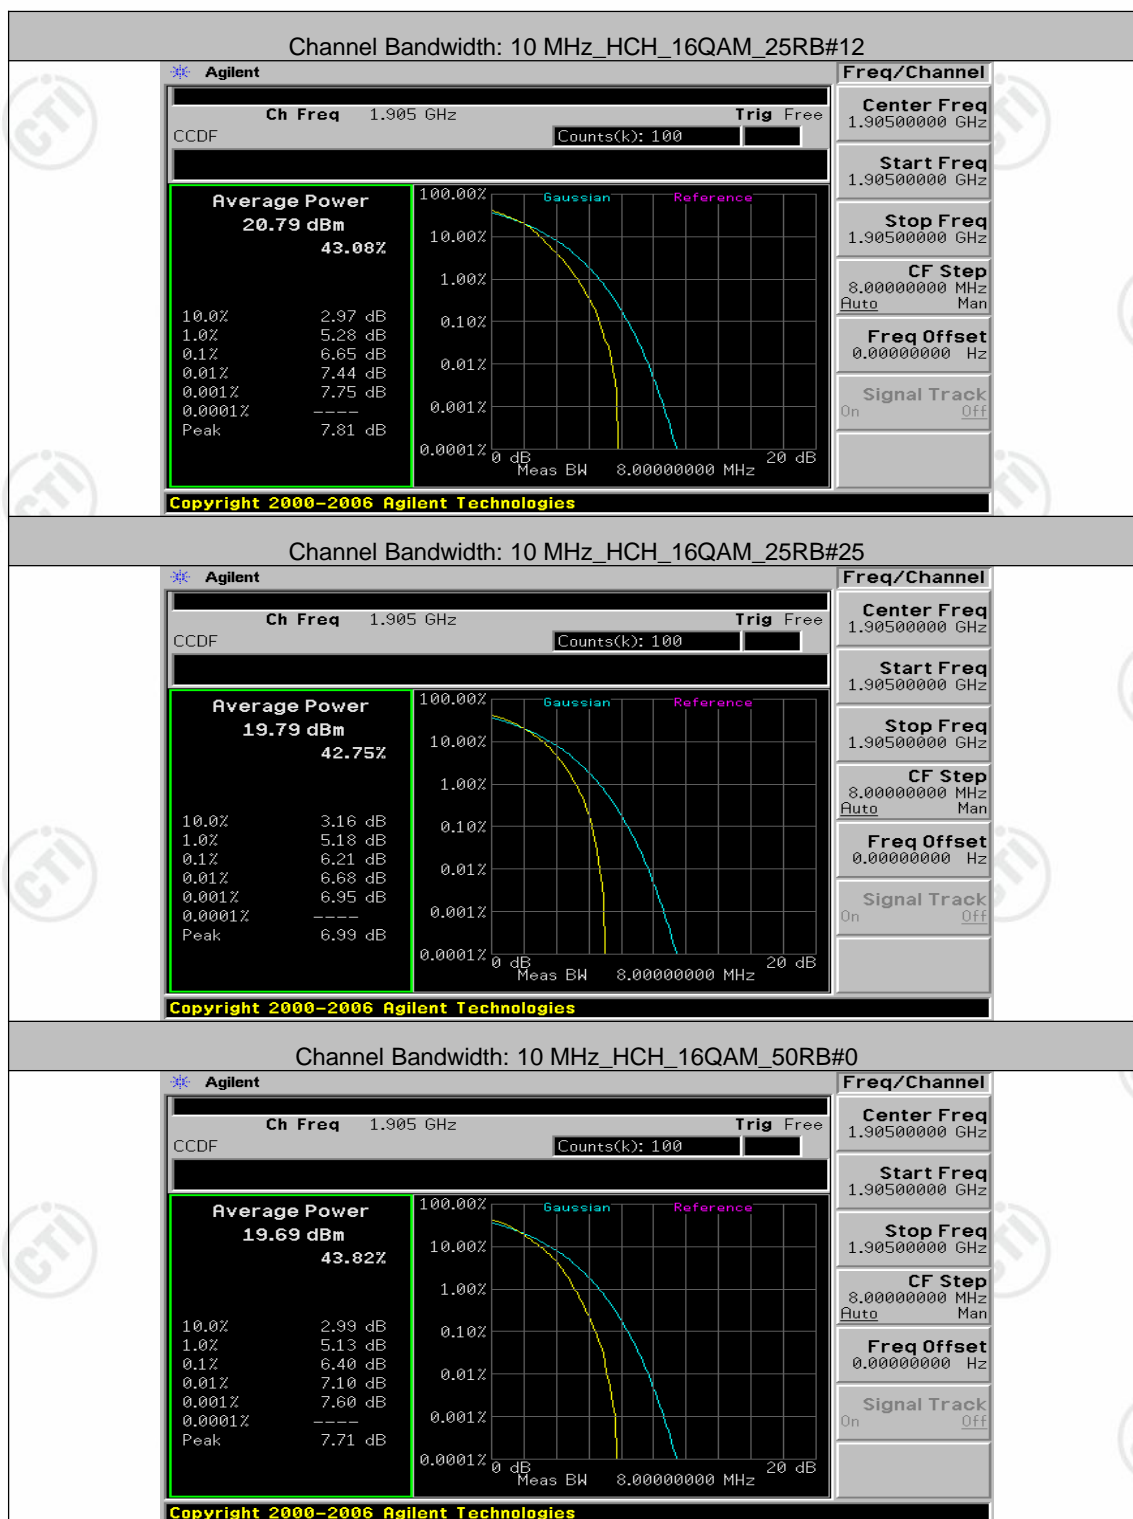 Channel Bandwidth: 10 MHz_HCH_16QAM_25RB#12
Agilent
Freq/Channel
Ch Freq 1.905 GHz Trig Free
CCDF Counts(k): 100
Average Power
20.79 dBm
43.08%
10.0% 2.97 dB
1.0% 5.28 dB
0.1% 6.65 dB
0.01% 7.44 dB
0.001% 7.75 dB
0.0001% ----
Peak 7.81 dB
Gaussian Reference
100.00%
10.00%
1.00%
0.10%
0.01%
0.001%
0.0001%
0 dB 20 dB
Meas BW 8.00000000 MHz
Center Freq
1.90500000 GHz
Start Freq
1.90500000 GHz
Stop Freq
1.90500000 GHz
CF Step
8.00000000 MHz
Auto Man
Freq Offset
0.00000000 Hz
Signal Track
On Off
Copyright 2000-2006 Agilent Technologies
Channel Bandwidth: 10 MHz_HCH_16QAM_25RB#25
Agilent
Freq/Channel
Ch Freq 1.905 GHz Trig Free
CCDF Counts(k): 100
Average Power
19.79 dBm
42.75%
10.0% 3.16 dB
1.0% 5.18 dB
0.1% 6.21 dB
0.01% 6.68 dB
0.001% 6.95 dB
0.0001% ----
Peak 6.99 dB
Gaussian Reference
100.00%
10.00%
1.00%
0.10%
0.01%
0.001%
0.0001%
0 dB 20 dB
Meas BW 8.00000000 MHz
Center Freq
1.90500000 GHz
Start Freq
1.90500000 GHz
Stop Freq
1.90500000 GHz
CF Step
8.00000000 MHz
Auto Man
Freq Offset
0.00000000 Hz
Signal Track
On Off
Copyright 2000-2006 Agilent Technologies
Channel Bandwidth: 10 MHz_HCH_16QAM_50RB#0
Agilent
Freq/Channel
Ch Freq 1.905 GHz Trig Free
CCDF Counts(k): 100
Average Power
19.69 dBm
43.82%
10.0% 2.99 dB
1.0% 5.13 dB
0.1% 6.40 dB
0.01% 7.10 dB
0.001% 7.60 dB
0.0001% ----
Peak 7.71 dB
Gaussian Reference
100.00%
10.00%
1.00%
0.10%
0.01%
0.001%
0.0001%
0 dB 20 dB
Meas BW 8.00000000 MHz
Center Freq
1.90500000 GHz
Start Freq
1.90500000 GHz
Stop Freq
1.90500000 GHz
CF Step
8.00000000 MHz
Auto Man
Freq Offset
0.00000000 Hz
Signal Track
On Off
Copyright 2000-2006 Agilent Technologies
CTI
CTI
CTI
CTI